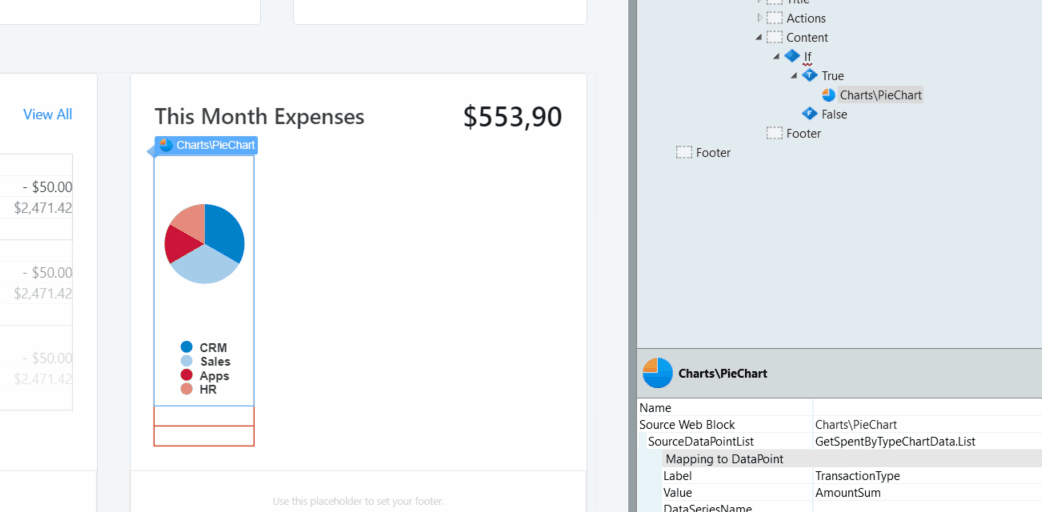 View All
- $50.00
$2,471.42
- $50.00
$2,471.42
- $50.00
$2,471.42
This Month Expenses
$553,90
Charts\PieChart
CRM
Sales
Apps
HR
Use this placeholder to set your footer.
Title
Actions
Content
If
True
Charts\PieChart
False
Footer
Footer
Charts\PieChart
Name
Source Web Block Charts\PieChart
SourceDataPointList GetSpentByTypeChartData.List
Mapping to DataPoint
Label TransactionType
Value AmountSum
DataSeriesName